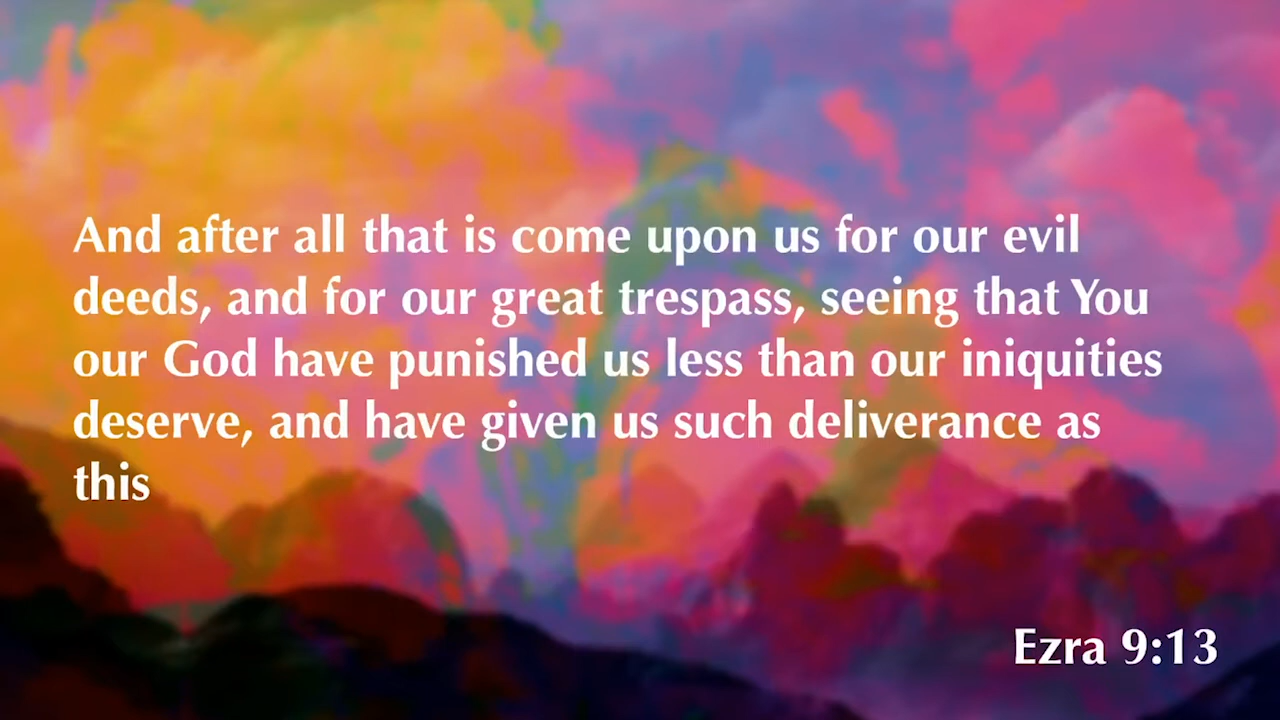 And after all that is come upon us for our evil
deeds, and for our great trespass, seeing that You
our God have punished us less than our iniquities
deserve, and have given us such deliverance as
this
Ezra 9:13